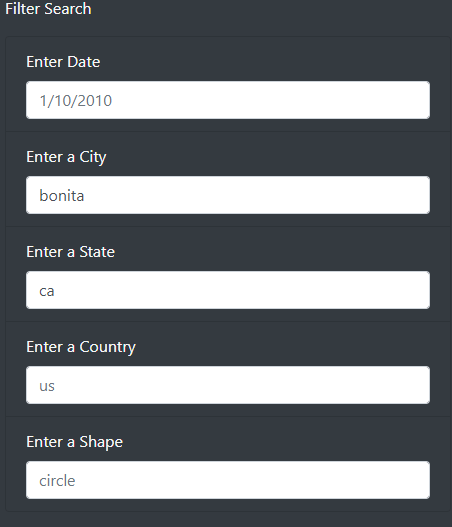 Filter Search
Enter Date
1/10/2010
Enter a City
bonita
Enter a State
ca
Enter a Country
us
Enter a Shape
circle